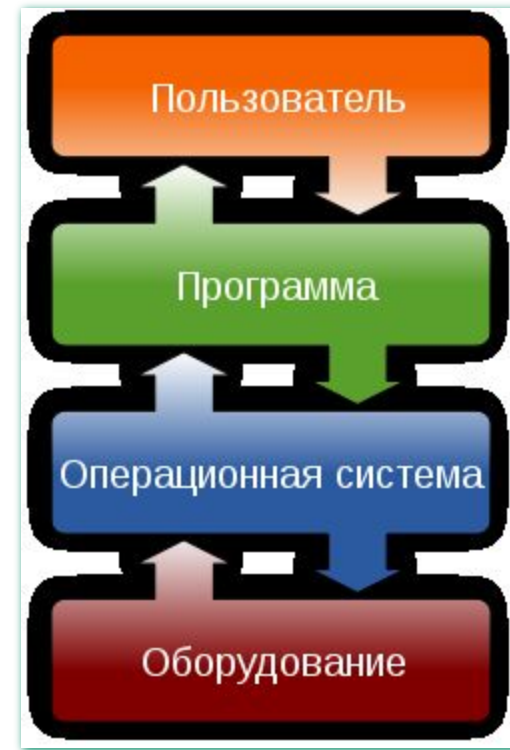 Пользователь
Программа
Операционная система
Оборудование